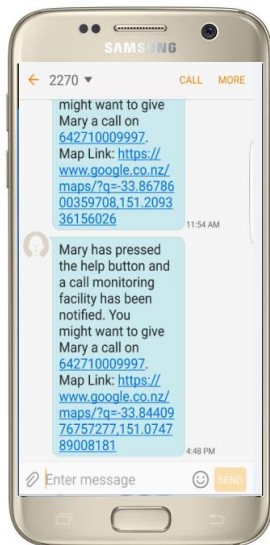 SAMSUNG
2270
CALL
MORE
might want to give
Mary a call on
642710009997.
Map Link: https://
www.google.co.nz/
maps/?q=-33.86786
00359708,151.2093
36156026
11:54 AM
Mary has pressed
the help button and
a call monitoring
facility has been
notified. You
might want to give
Mary a call on
642710009997.
Map Link: https://
www.google.co.nz/
maps/?q=-33.84409
76757277,151.0747
89008181
4:48 PM
Enter message
SEND